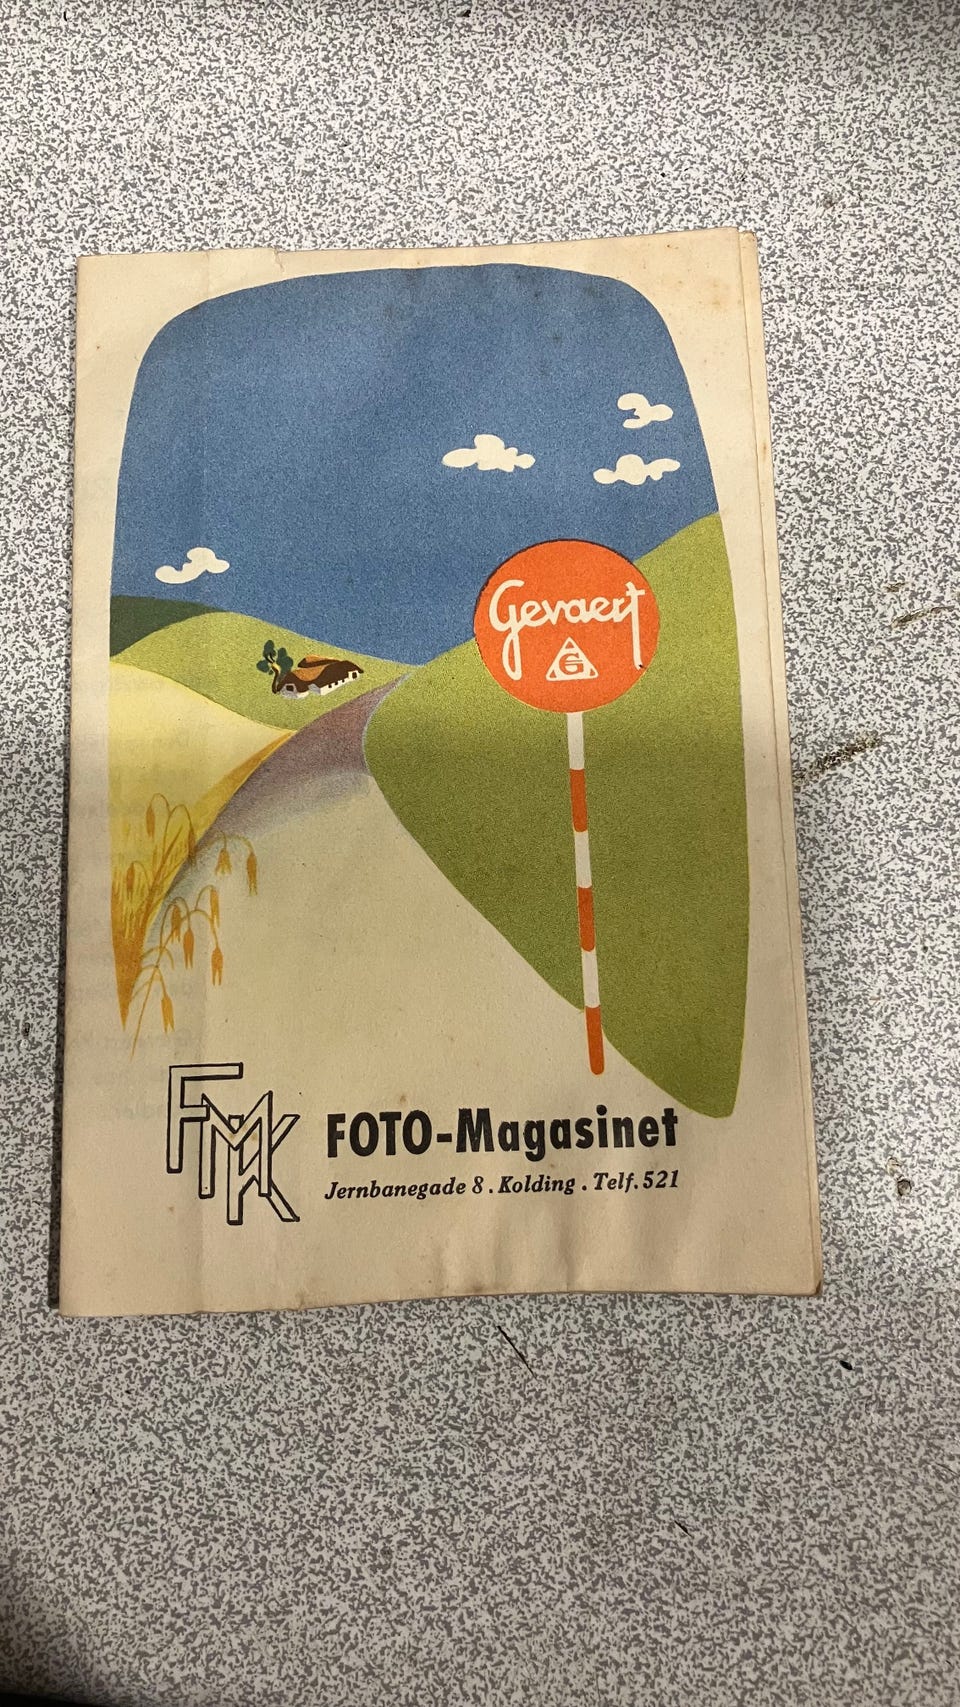 Gevaert
G
FMK
FOTO-Magasinet
Jernbanegade 8. Kolding. Telf. 521